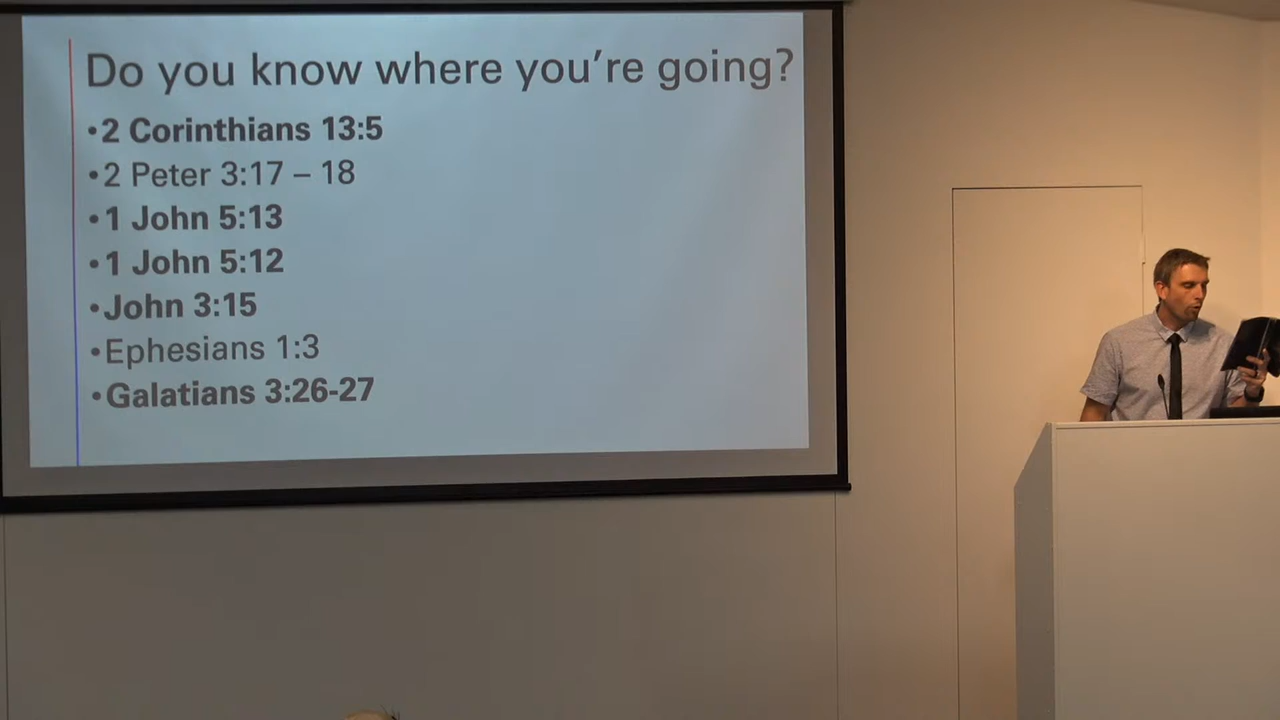 Do you know where you're going?
•2 Corinthians 13:5
•2 Peter 3:17 – 18
•1 John 5:13
•1 John 5:12
•John 3:15
•Ephesians 1:3
•Galatians 3:26-27